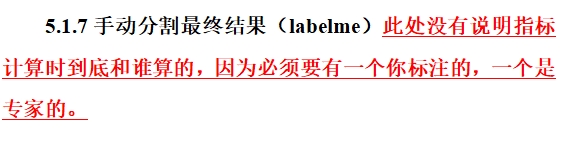 5.1.7 手动分割最终结果（labelme）此处没有说明指标
计算时到底和谁算的，因为必须要有一个你标注的，一个是
专家的。